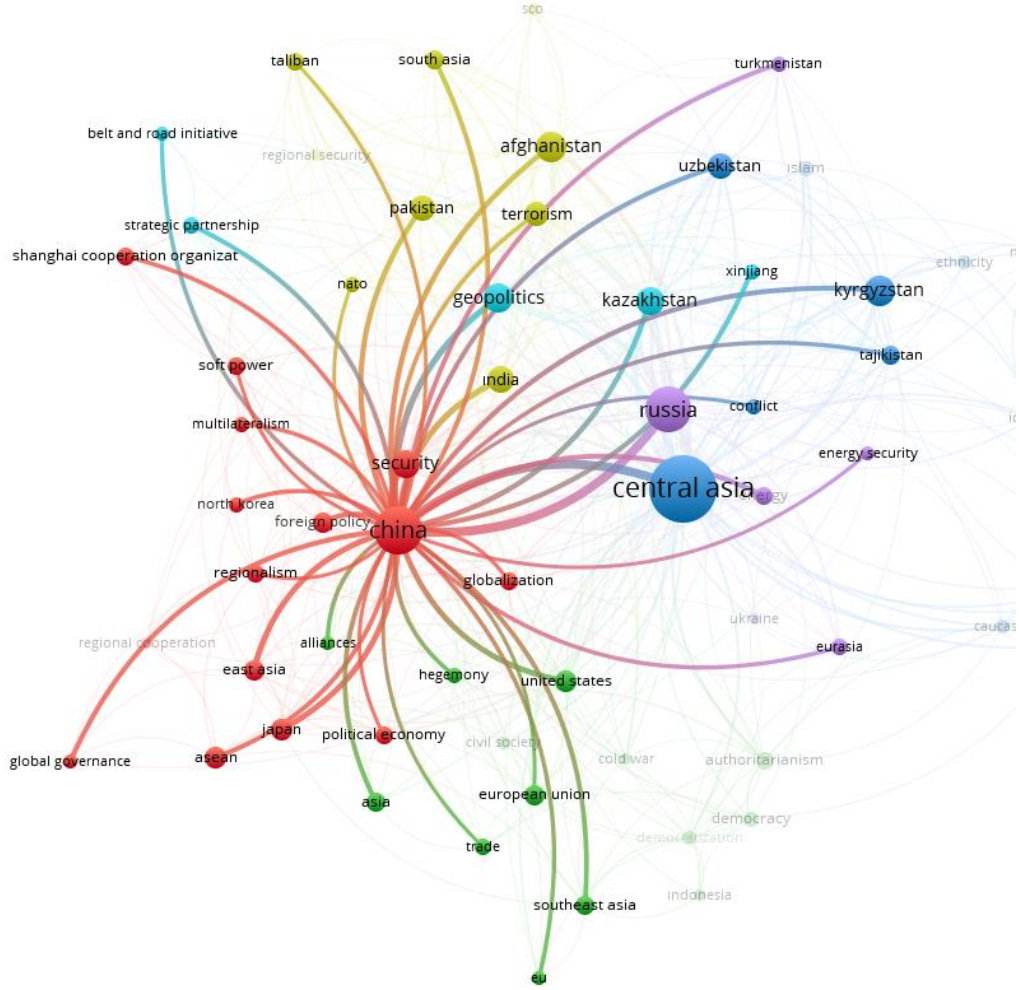 sco
taliban
south asia
turkmenistan
belt and road initiative
regional security
afghanistan
uzbekistan
islam
pakistan
terrorism
strategic partnership
shanghai cooperation organizat
ethnicity
xinjiang
nato
geopolitics
kazakhstan
kyrgyzstan
tajikistan
soft power
india
russia
conflict
multilateralism
energy security
security
central asia
energy
north korea
foreign policy
china
regionalism
globalization
ukraine
caucas
regional cooperation
alliances
eurasia
east asia
hegemony
united states
japan
political economy
civil society
asean
global governance
cold war
authoritarianism
asia
european union
democracy
democratization
trade
indonesia
southeast asia
eu